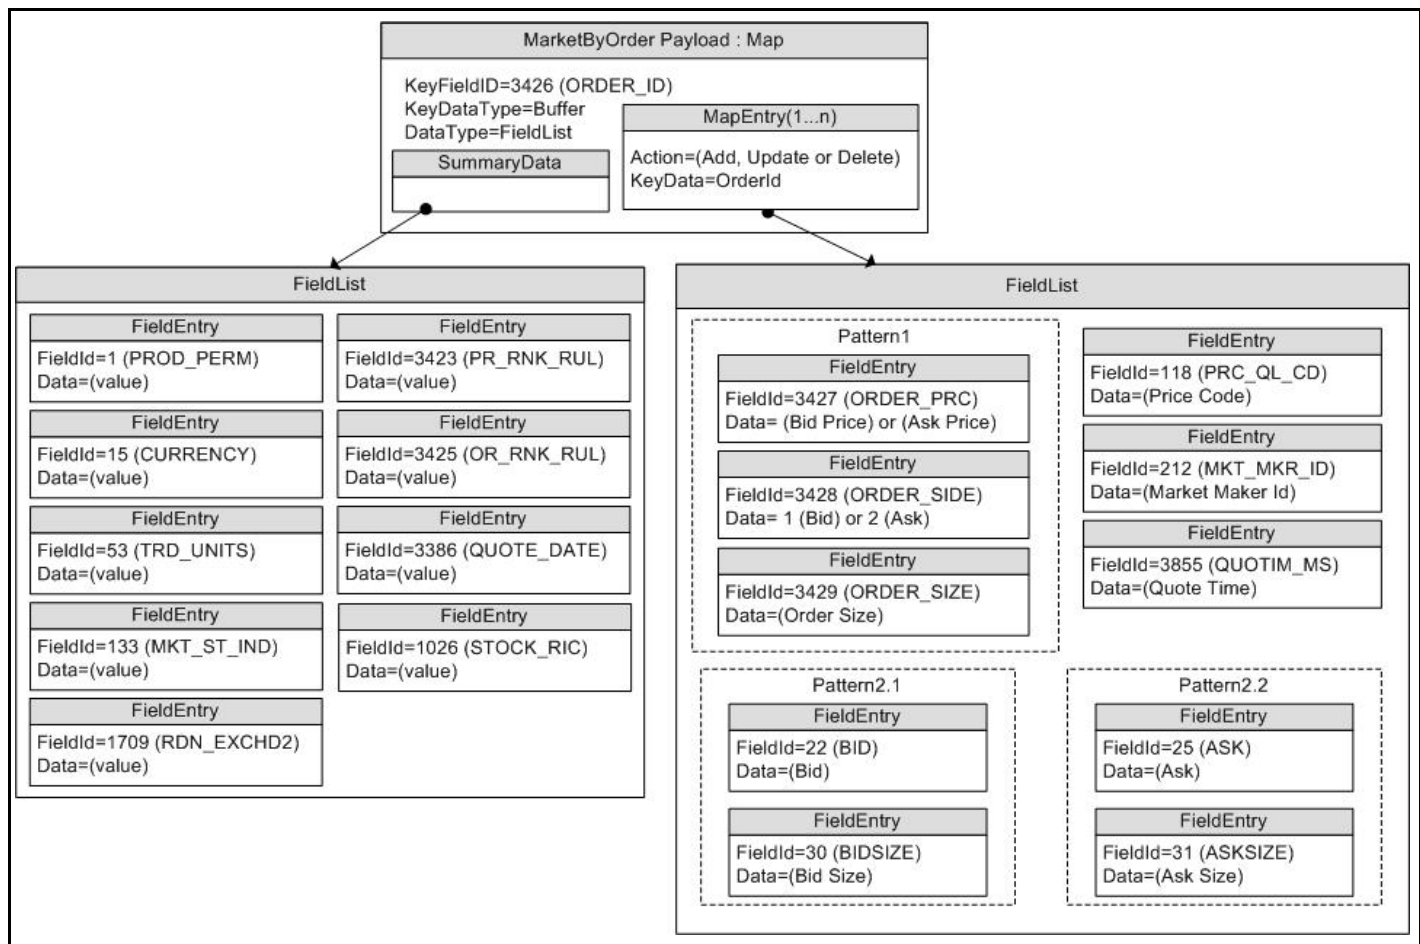 MarketByOrder Payload : Map
KeyFieldID=3426 (ORDER_ID)
KeyDataType=Buffer
DataType=FieldList
SummaryData
MapEntry(1...n)
Action=(Add, Update or Delete)
KeyData=OrderId
FieldList
FieldEntry
FieldId=1 (PROD_PERM)
Data=(value)
FieldEntry
FieldId=3423 (PR_RNK_RUL)
Data=(value)
FieldEntry
FieldId=15 (CURRENCY)
Data=(value)
FieldEntry
FieldId=3425 (OR_RNK_RUL)
Data=(value)
FieldEntry
FieldId=53 (TRD_UNITS)
Data=(value)
FieldEntry
FieldId=3386 (QUOTE_DATE)
Data=(value)
FieldEntry
FieldId=133 (MKT_ST_IND)
Data=(value)
FieldEntry
FieldId=1026 (STOCK_RIC)
Data=(value)
FieldEntry
FieldId=1709 (RDN_EXCHD2)
Data=(value)
FieldList
Pattern1
FieldEntry
FieldId=3427 (ORDER_PRC)
Data= (Bid Price) or (Ask Price)
FieldEntry
FieldId=3428 (ORDER_SIDE)
Data= 1 (Bid) or 2 (Ask)
FieldEntry
FieldId=3429 (ORDER_SIZE)
Data=(Order Size)
FieldEntry
FieldId=118 (PRC_QL_CD)
Data=(Price Code)
FieldEntry
FieldId=212 (MKT_MKR_ID)
Data=(Market Maker Id)
FieldEntry
FieldId=3855 (QUOTIM_MS)
Data=(Quote Time)
Pattern2.1
FieldEntry
FieldId=22 (BID)
Data=(Bid)
FieldEntry
FieldId=30 (BIDSIZE)
Data=(Bid Size)
Pattern2.2
FieldEntry
FieldId=25 (ASK)
Data=(Ask)
FieldEntry
FieldId=31 (ASKSIZE)
Data=(Ask Size)